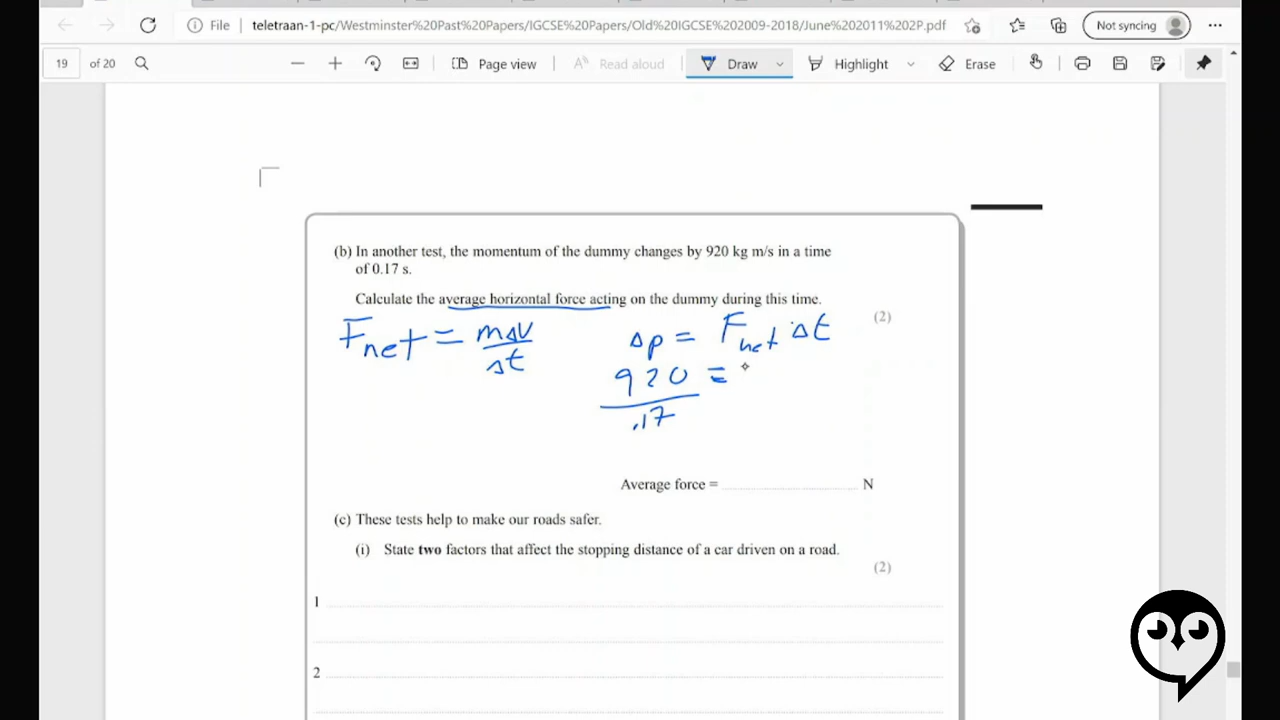 File teletraan-1-pc/Westminster%20Past%20Papers/IGCSE%20Papers/Old%20IGCSE%202009-2018/June%202011%202P.pdf Not syncing
19 of 20 Page view Read aloud Draw Highlight Erase
(b) In another test, the momentum of the dummy changes by 920 kg m/s in a time
of 0.17 s.
Calculate the average horizontal force acting on the dummy during this time.
(2)
Fnet = mΔv/Δt
Δp = Fnet · Δt
920/.17 =
Average force = N
(c) These tests help to make our roads safer.
(i) State two factors that affect the stopping distance of a car driven on a road.
(2)
1
2